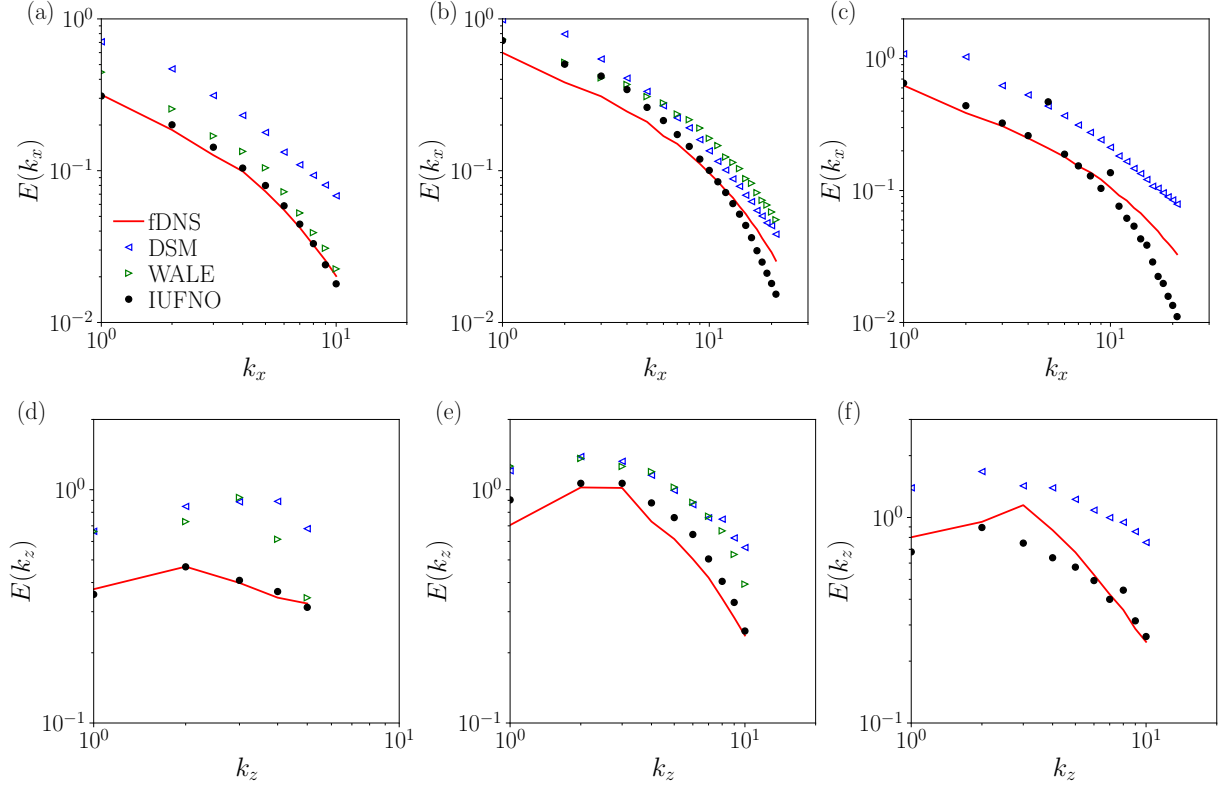 (a)
10^0
10^{-1}
10^{-2}
E(k_x)
fDNS
DSM
WALE
IUFNO
10^0
10^1
k_x
(b)
10^0
10^{-1}
10^{-2}
E(k_x)
10^0
10^1
k_x
(c)
10^0
10^{-1}
10^{-2}
E(k_x)
10^0
10^1
k_x
(d)
10^0
10^{-1}
E(k_z)
10^0
10^1
k_z
(e)
10^0
10^{-1}
E(k_z)
10^0
10^1
k_z
(f)
10^0
10^{-1}
E(k_z)
10^0
10^1
k_z